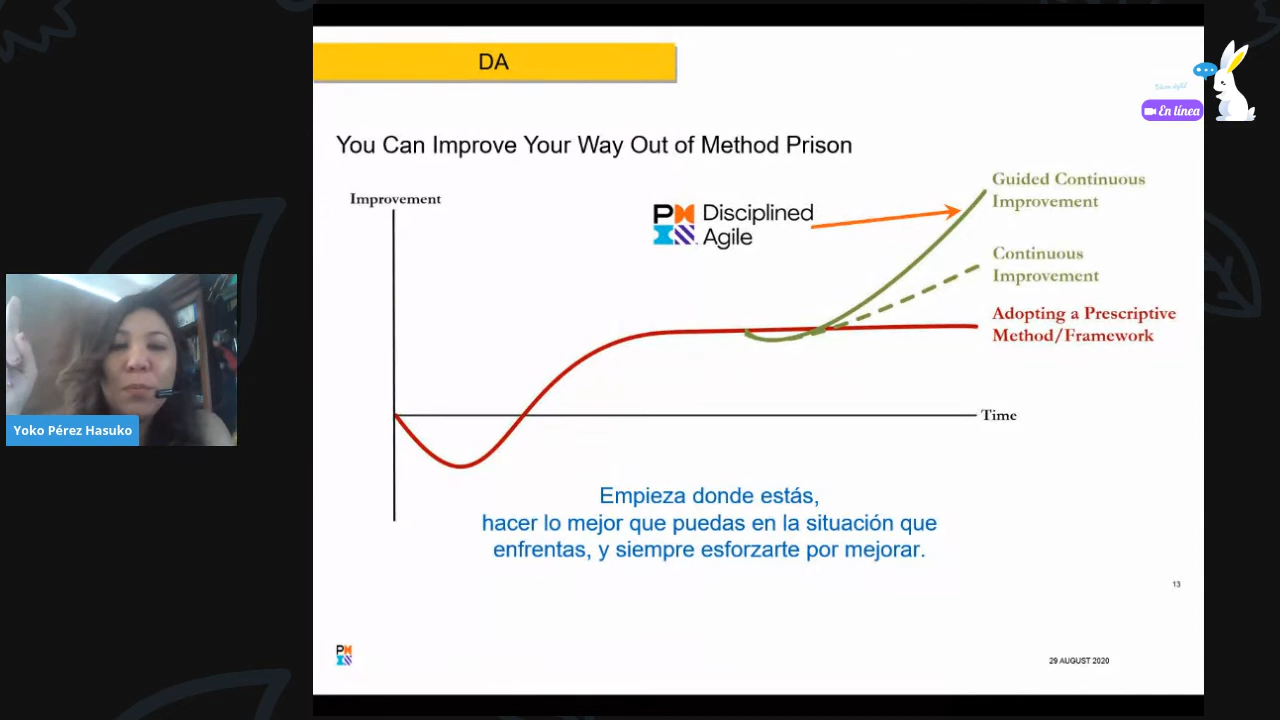 DA
You Can Improve Your Way Out of Method Prison
Improvement
PM
Disciplined
Agile
Guided Continuous
Improvement
Continuous
Improvement
Adopting a Prescriptive
Method/Framework
Time
Empieza donde estás,
hacer lo mejor que puedas en la situación que
enfrentas, y siempre esforzarte por mejorar.
13
29 AUGUST 2020
En línea
Yoko Pérez Hasuko